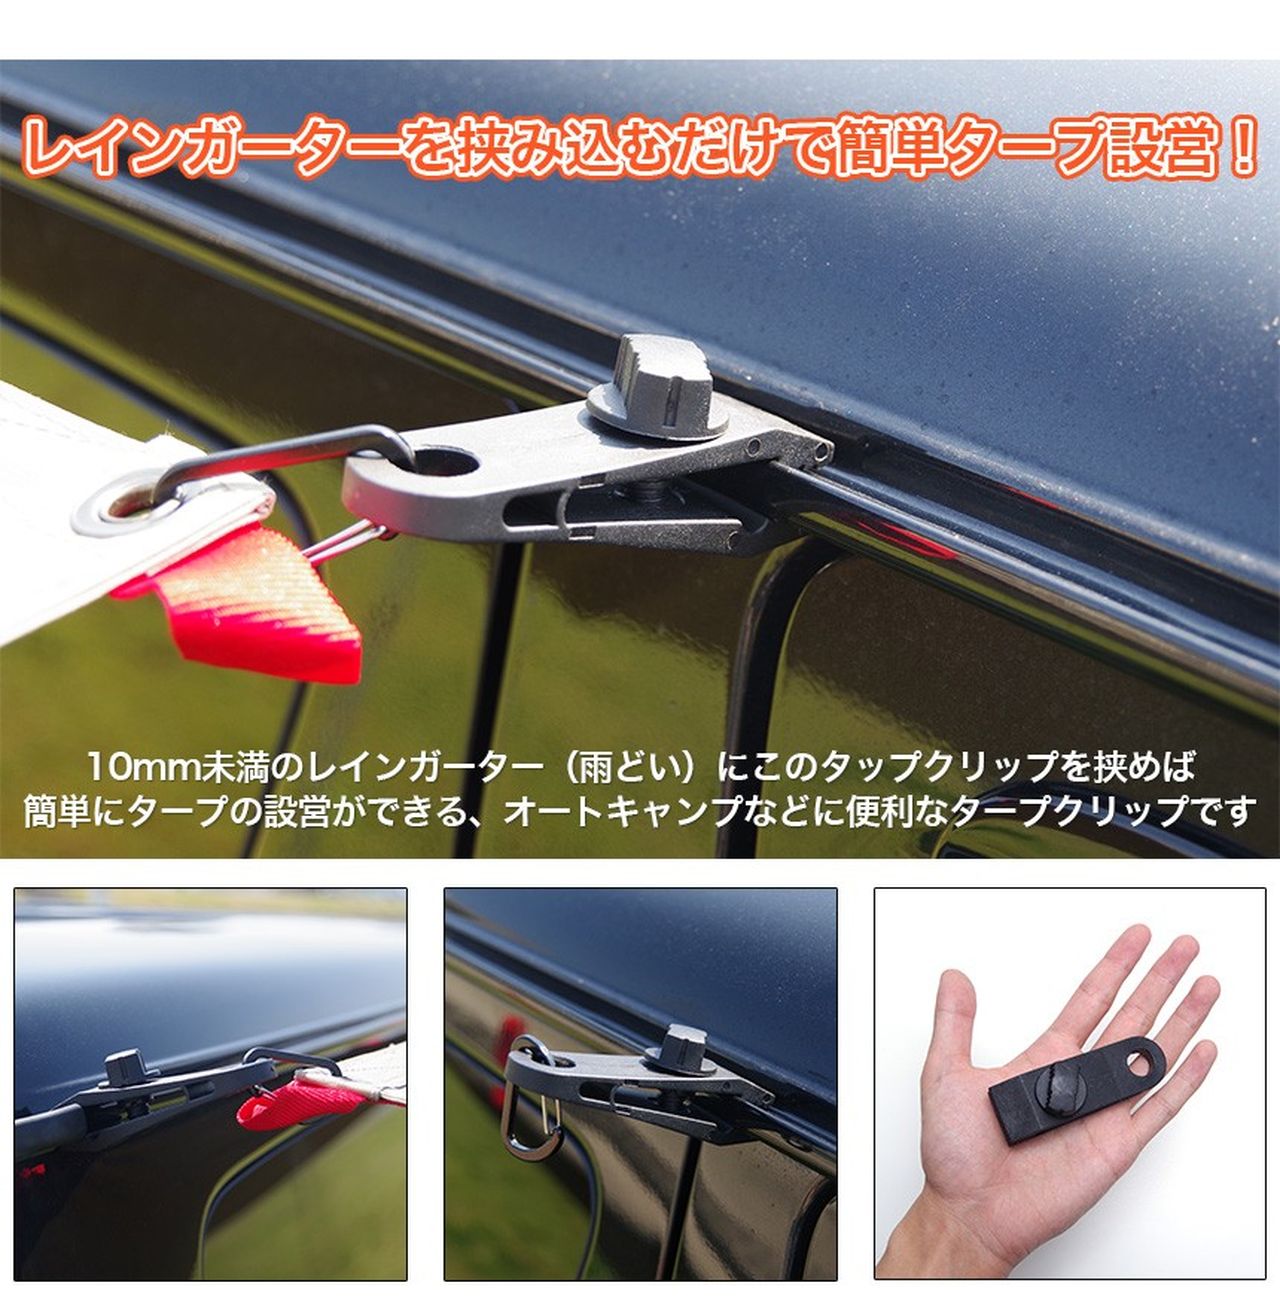 レインガーターを挟み込むだけで簡単タープ設営！
10mm未満のレインガーター（雨どい）にこのタップクリップを挟めば
簡単にタープの設営ができる、オートキャンプなどに便利なタープクリップです